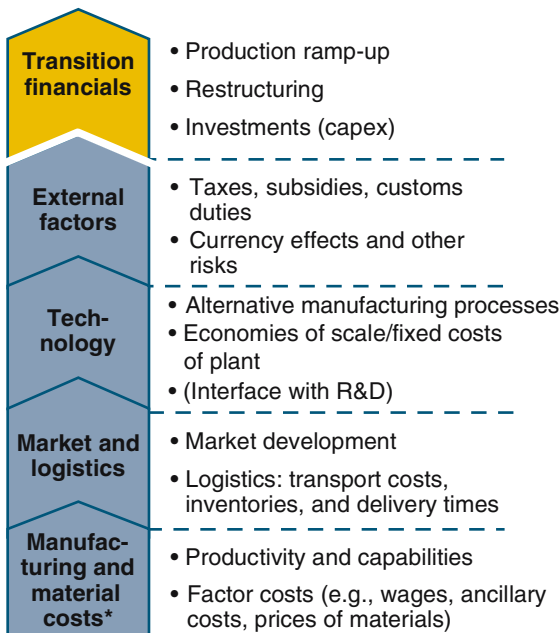 Transition
financials
• Production ramp-up
• Restructuring
• Investments (capex)
External
factors
• Taxes, subsidies, customs
duties
• Currency effects and other
risks
Tech-
nology
• Alternative manufacturing processes
• Economies of scale/fixed costs
of plant
• (Interface with R&D)
Market and
logistics
• Market development
• Logistics: transport costs,
inventories, and delivery times
Manufac-
turing and
material
costs*
• Productivity and capabilities
• Factor costs (e.g., wages, ancillary
costs, prices of materials)